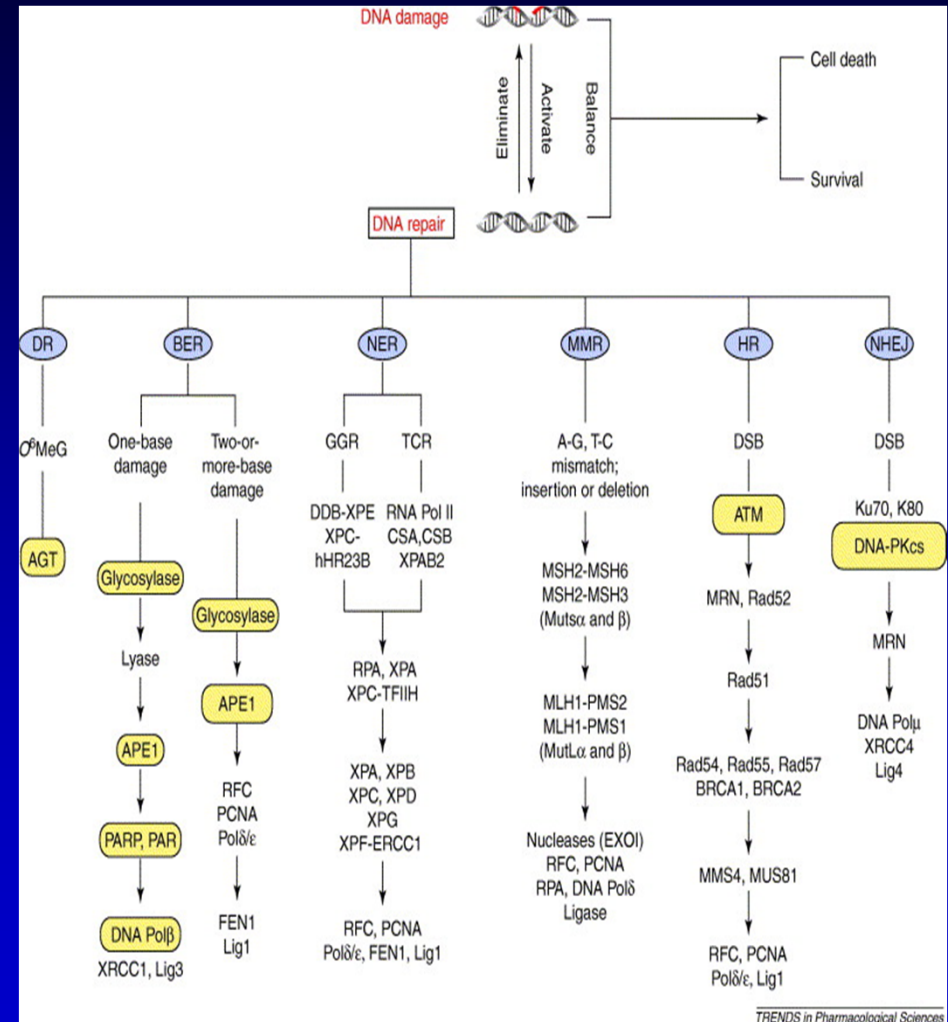 DNA damage
Eliminate
Activate
Balance
Cell death
Survival
DNA repair
DR
BER
NER
MMR
HR
NHEJ
O⁶MeG
AGT
One-base
damage
Glycosylase
Lyase
APE1
PARP, PAR
DNA Polβ
XRCC1, Lig3
Two-or-
more-base
damage
Glycosylase
APE1
RFC
PCNA
Polδ/ε
FEN1
Lig1
GGR
DDB-XPE
XPC-
hHR23B
TCR
RNA Pol II
CSA,CSB
XPAB2
RPA, XPA
XPC-TFIIH
XPA, XPB
XPC, XPD
XPG
XPF-ERCC1
RFC, PCNA
Polδ/ε, FEN1, Lig1
A-G, T-C
mismatch;
insertion or deletion
MSH2-MSH6
MSH2-MSH3
(Mutsα and β)
MLH1-PMS2
MLH1-PMS1
(MutLα and β)
Nucleases (EXOI)
RFC, PCNA
RPA, DNA Polδ
Ligase
DSB
ATM
MRN, Rad52
Rad51
Rad54, Rad55, Rad57
BRCA1, BRCA2
MMS4, MUS81
RFC, PCNA
Polδ/ε, Lig1
DSB
Ku70, K80
DNA-PKcs
MRN
DNA Polμ
XRCC4
Lig4
TRENDS in Pharmacological Sciences